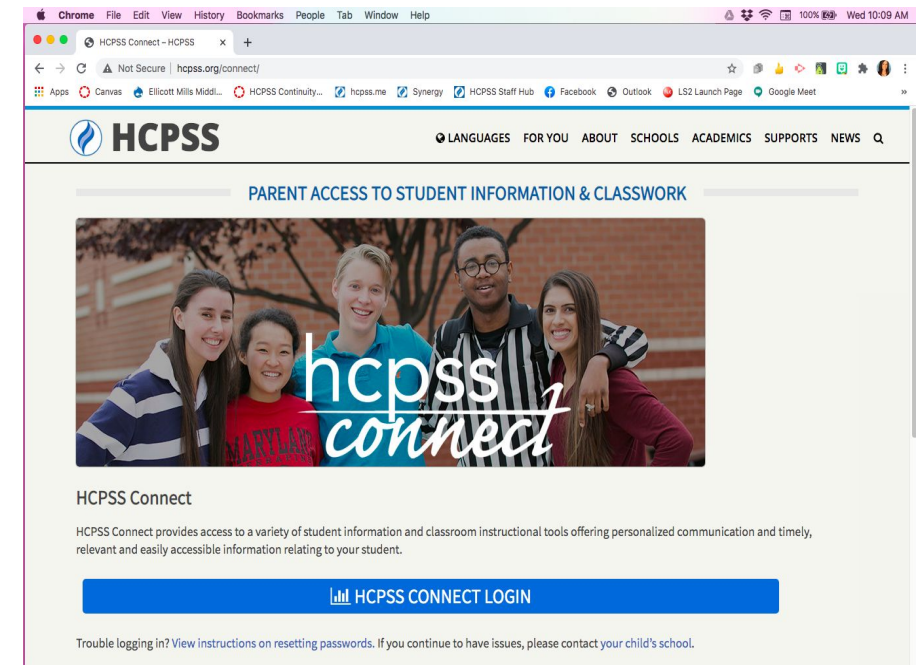 Chrome File Edit View History Bookmarks People Tab Window Help 100% Wed 10:09 AM
HCPSS Connect – HCPSS × +
Not Secure | hcpss.org/connect/
Apps Canvas Ellicott Mills Middl... HCPSS Continuity... hcpss.me Synergy HCPSS Staff Hub Facebook Outlook LS2 Launch Page Google Meet »
HCPSS LANGUAGES FOR YOU ABOUT SCHOOLS ACADEMICS SUPPORTS NEWS
PARENT ACCESS TO STUDENT INFORMATION & CLASSWORK
hcpss
connect
MARYLAND
HCPSS Connect
HCPSS Connect provides access to a variety of student information and classroom instructional tools offering personalized communication and timely,
relevant and easily accessible information relating to your student.
HCPSS CONNECT LOGIN
Trouble logging in? View instructions on resetting passwords. If you continue to have issues, please contact your child's school.